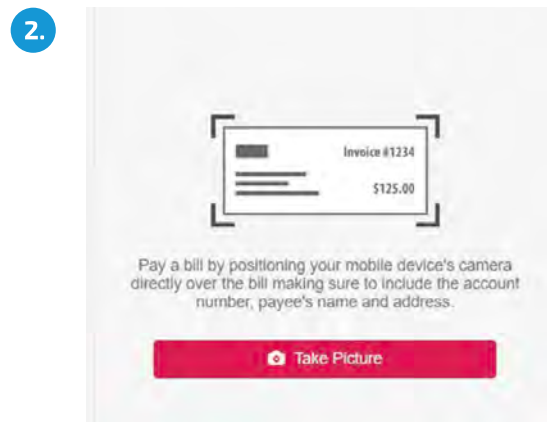 2.
Invoice #1234
$125.00
Pay a bill by positioning your mobile device's camera
directly over the bill making sure to include the account
number, payee's name and address.
Take Picture